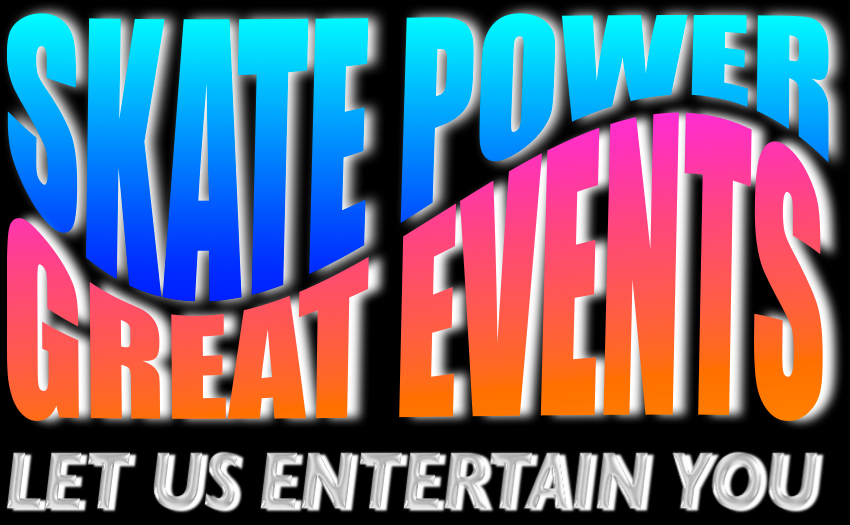 SKATE POWER
GREAT EVENTS
LET US ENTERTAIN YOU